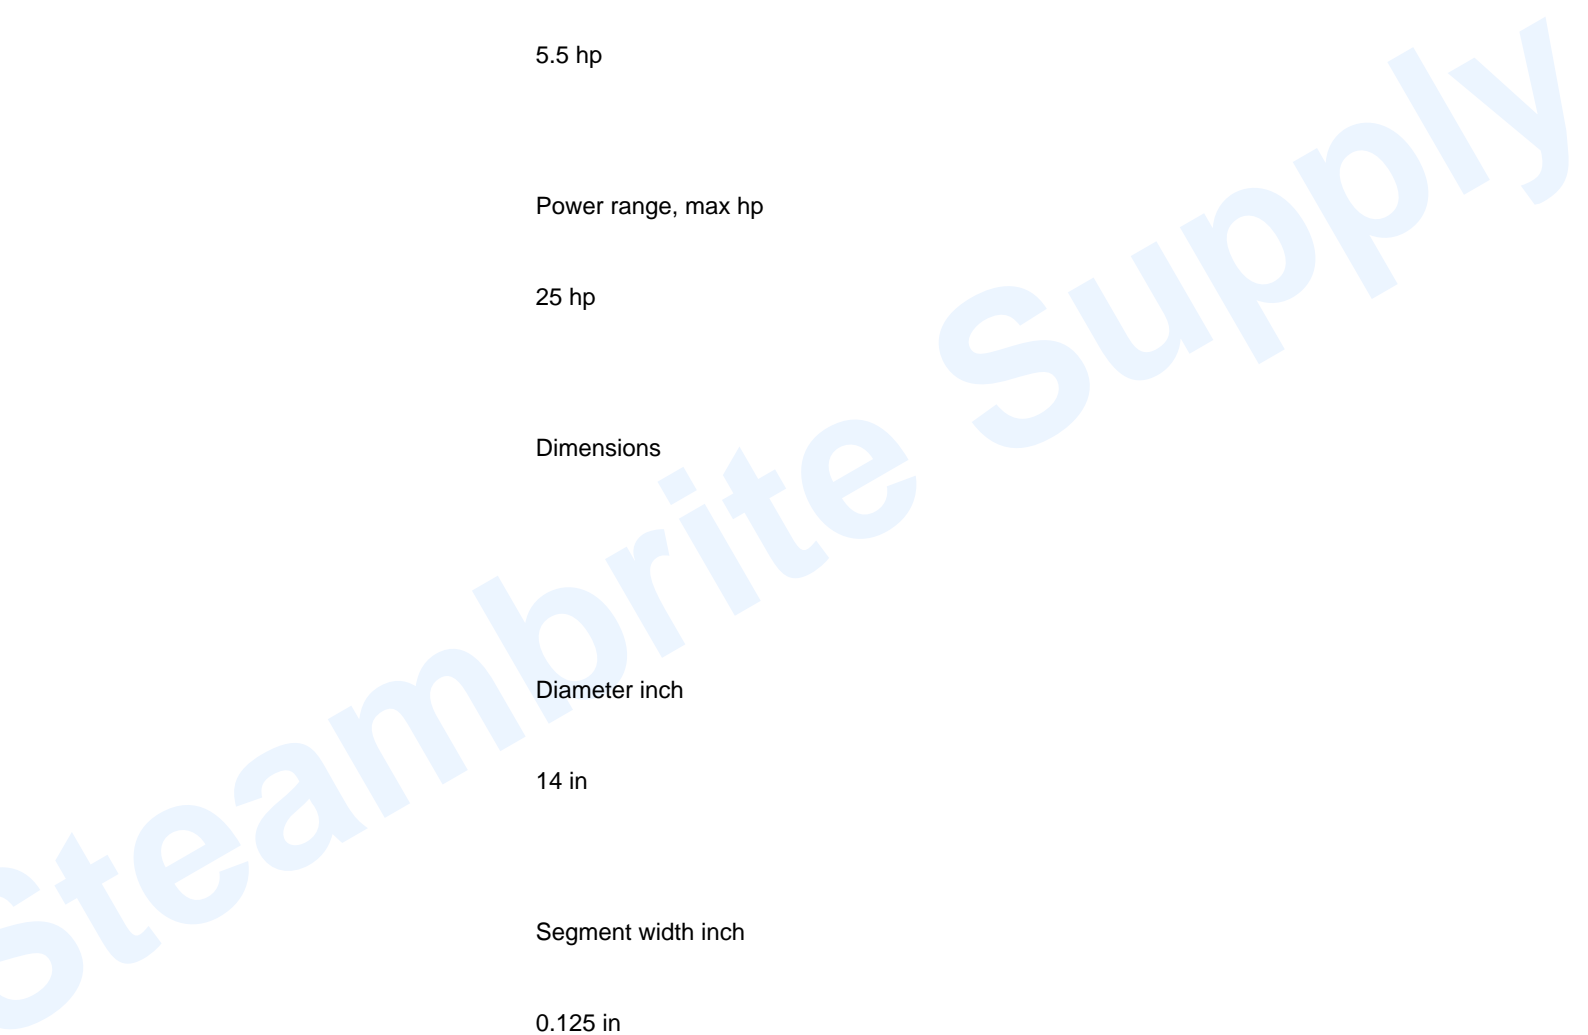 5.5 hp
Power range, max hp
25 hp
Dimensions
Diameter inch
14 in
Segment width inch
0.125 in
Steambrite Supply